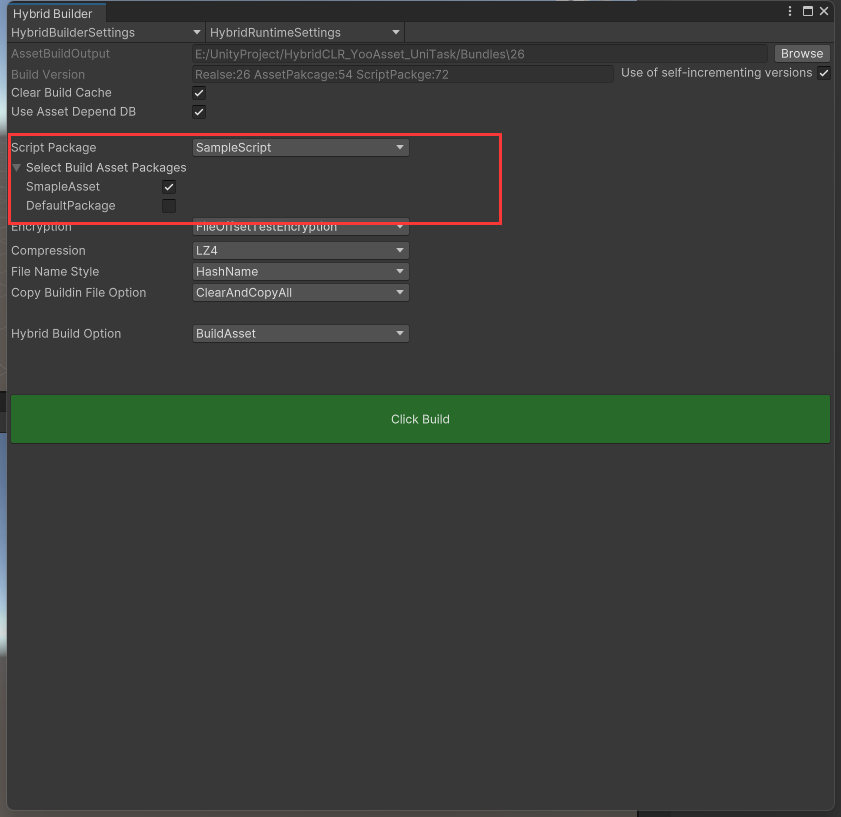 Hybrid Builder
HybridBuilderSettings HybridRuntimeSettings
AssetBuildOutput E:/UnityProject/HybridCLR_YooAsset_UniTask/Bundles\26 Browse
Build Version Realse:26 AssetPakcage:54 ScriptPackge:72 Use of self-incrementing versions
Clear Build Cache
Use Asset Depend DB
Script Package SampleScript
Select Build Asset Packages
SmapleAsset
DefaultPackage
Encryption FileOffsetTestEncryption
Compression LZ4
File Name Style HashName
Copy Buildin File Option ClearAndCopyAll
Hybrid Build Option BuildAsset
Click Build